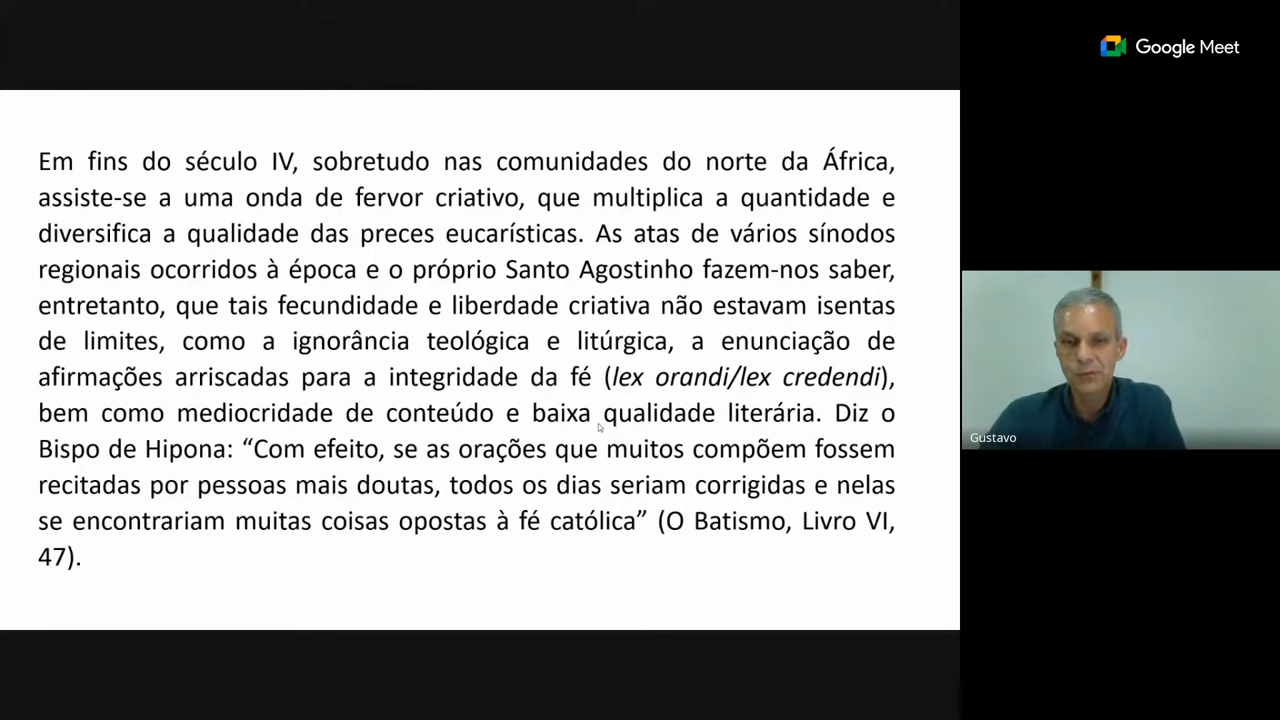 Google Meet
Em fins do século IV, sobretudo nas comunidades do norte da África,
assiste-se a uma onda de fervor criativo, que multiplica a quantidade e
diversifica a qualidade das preces eucarísticas. As atas de vários sínodos
regionais ocorridos à época e o próprio Santo Agostinho fazem-nos saber,
entretanto, que tais fecundidade e liberdade criativa não estavam isentas
de limites, como a ignorância teológica e litúrgica, a enunciação de
afirmações arriscadas para a integridade da fé (lex orandi/lex credendi),
bem como mediocridade de conteúdo e baixa qualidade literária. Diz o
Bispo de Hipona: “Com efeito, se as orações que muitos compõem fossem
recitadas por pessoas mais doutas, todos os dias seriam corrigidas e nelas
se encontrariam muitas coisas opostas à fé católica” (O Batismo, Livro VI,
47).
Gustavo